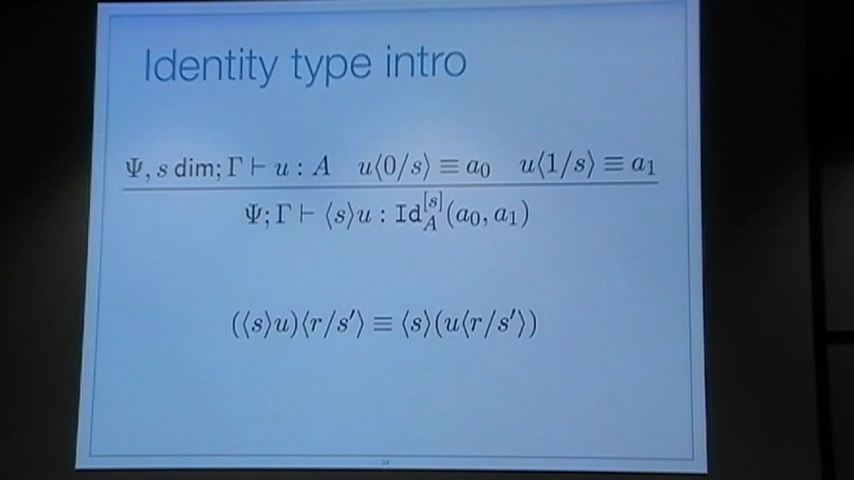 Identity type intro
Ψ, s dim; Γ ⊢ u : A    u⟨0/s⟩ ≡ a₀    u⟨1/s⟩ ≡ a₁
Ψ; Γ ⊢ ⟨s⟩u : Id_A^[s](a₀, a₁)
(⟨s⟩u)⟨r/s′⟩ ≡ ⟨s⟩(u⟨r/s′⟩)